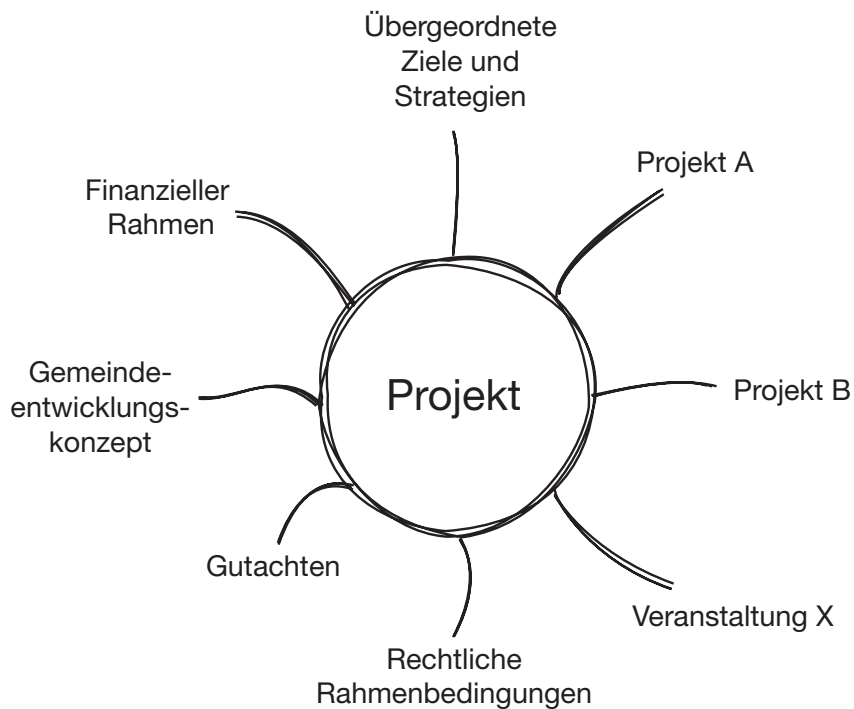 Übergeordnete
Ziele und
Strategien
Projekt A
Finanzieller
Rahmen
Gemeinde-
entwicklungs-
konzept
Projekt
Projekt B
Gutachten
Veranstaltung X
Rechtliche
Rahmenbedingungen